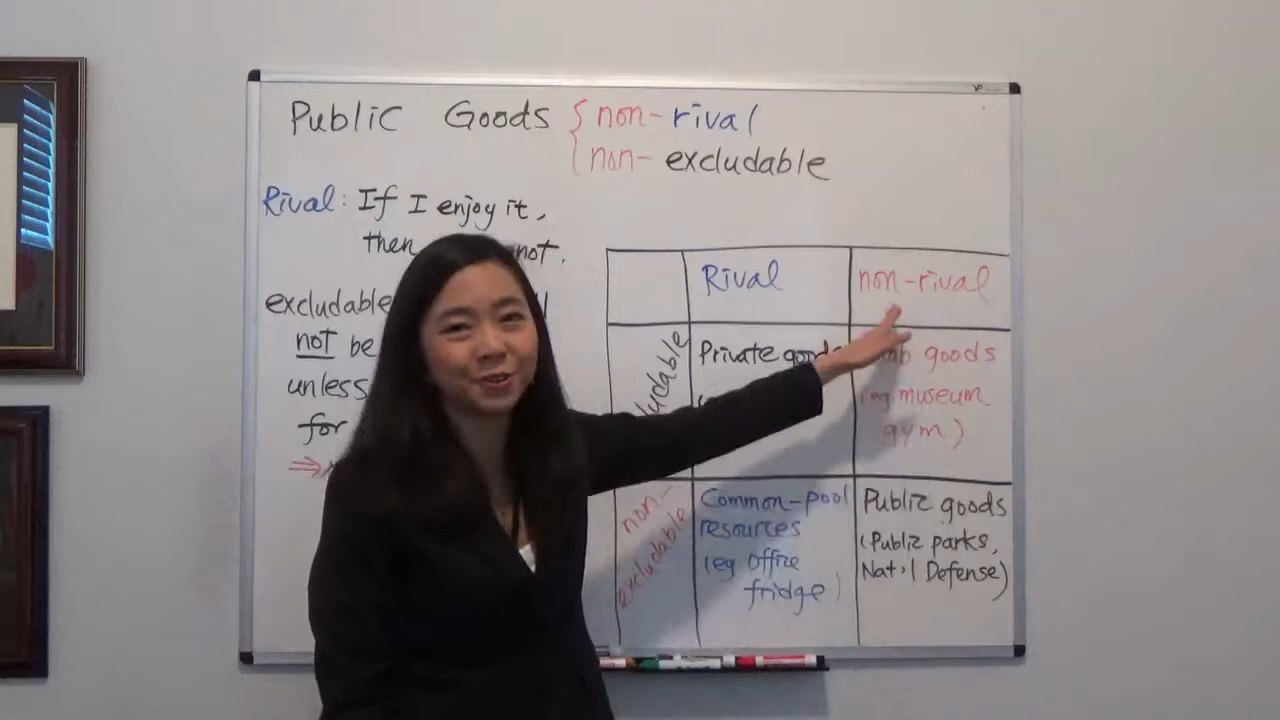 Public Goods { non-rival
non- excludable
Rival: If I enjoy it,
then not.
excludable
not be
unless
for
⇒
Rival
non-rival
Private goods
goods
(eg museum,
gym)
non-
excludable
Common-pool
resources
(eg office
fridge)
Public goods
(Public parks,
Nat'l Defense)